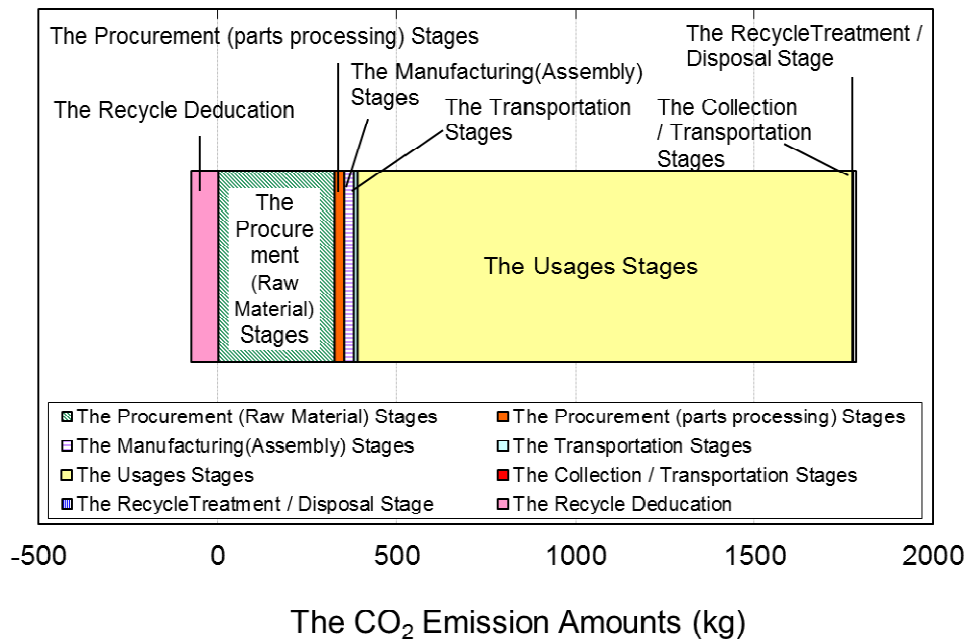 The Procurement (parts processing) Stages
The RecycleTreatment /
Disposal Stage
The Manufacturing(Assembly)
Stages
The Recycle Deducation
The Transportation
Stages
The Collection
/ Transportation
Stages
The
Procure
ment
(Raw
Material)
Stages
The Usages Stages
The Procurement (Raw Material) Stages
The Procurement (parts processing) Stages
The Manufacturing(Assembly) Stages
The Transportation Stages
The Usages Stages
The Collection / Transportation Stages
The RecycleTreatment / Disposal Stage
The Recycle Deducation
-500 0 500 1000 1500 2000
The CO₂ Emission Amounts (kg)